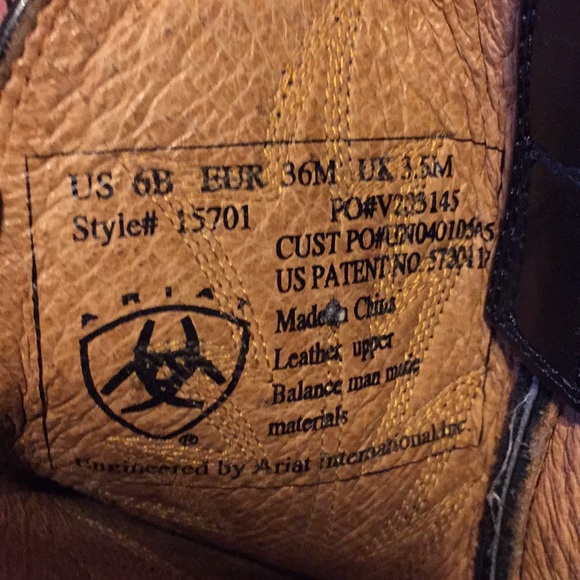 US 6B EUR 36M UK 3.5M
Style# 15701
PO#V203145
CUST PO#
US PATENT NO.
ARIAT
Made in China
Leather upper
Balance man made
materials
®
Engineered by Ariat International.Inc.